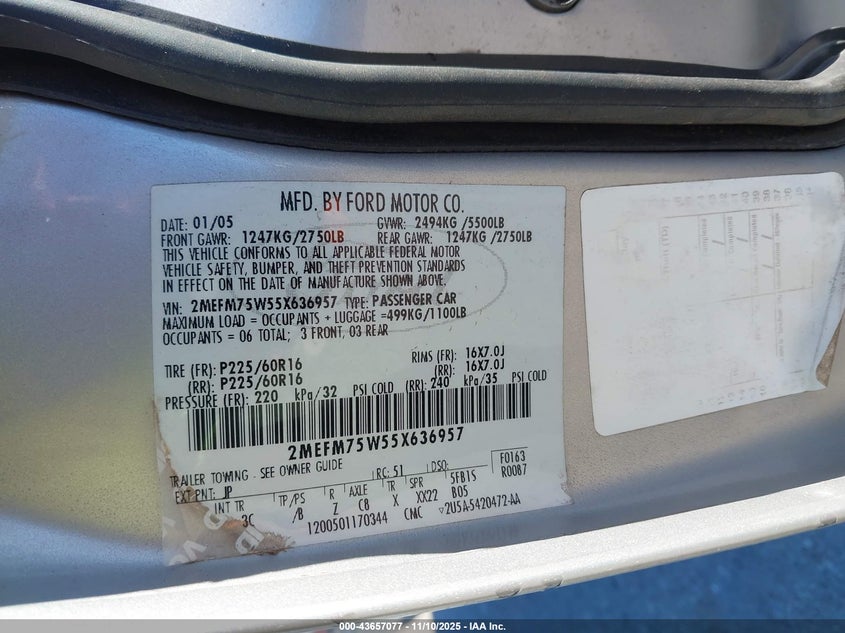 MFD. BY FORD MOTOR CO.
DATE: 01/05 GVWR: 2494KG /5500LB
FRONT GAWR: 1247KG/2750LB REAR GAWR: 1247KG /2750LB
THIS VEHICLE CONFORMS TO ALL APPLICABLE FEDERAL MOTOR
VEHICLE SAFETY, BUMPER, AND THEFT PREVENTION STANDARDS
IN EFFECT ON THE DATE OF MANUFACTURE SHOWN ABOVE.
VIN: 2MEFM75W55X636957 TYPE: PASSENGER CAR
MAXIMUM LOAD = OCCUPANTS + LUGGAGE =499KG/1100LB
OCCUPANTS = 06 TOTAL; 3 FRONT, 03 REAR
TIRE (FR): P225/60R16 RIMS (FR): 16X7.0J
(RR): P225/60R16 (RR): 16X7.0J
PRESSURE (FR): 220 kPa/32 PSI COLD (RR): 240 kPa/35 PSI COLD
2MEFM75W55X636957
TRAILER TOWING - SEE OWNER GUIDE F0163
EXT PNT: JP RC: 51 DSO: R0087
INT TR TP/PS R AXLE TR SPR 5FB1S
3C /B Z C8 X XX22 B05
1200501170344 CMC ▽2U5A-5420472-AA
000-43657077 - 11/10/2025 - IAA Inc.